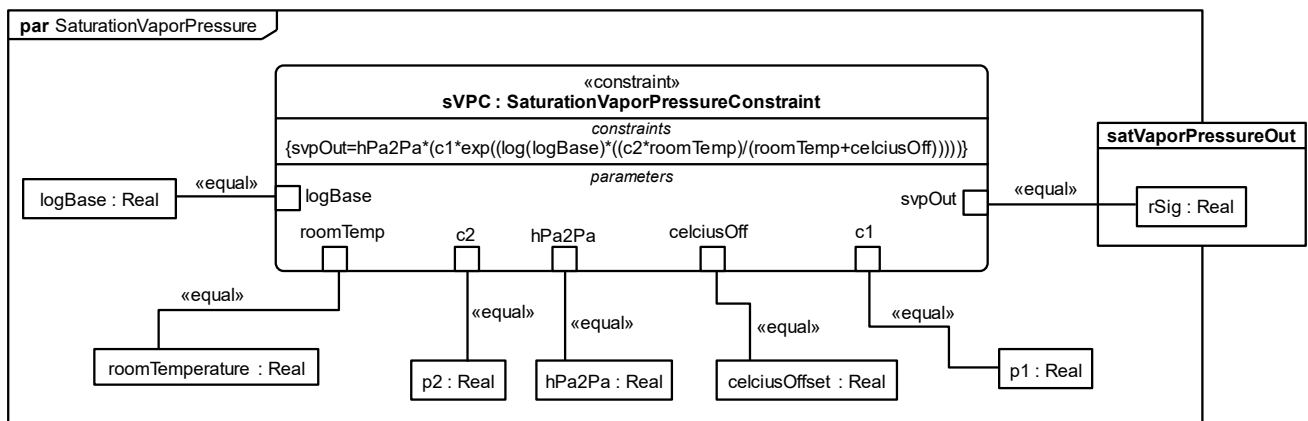 par SaturationVaporPressure
«constraint»
sVPC : SaturationVaporPressureConstraint
constraints
{svpOut=hPa2Pa*(c1*exp((log(logBase)*((c2*roomTemp)/(roomTemp+celciusOff)))))}
parameters
satVaporPressureOut
logBase : Real
«equal»
logBase
svpOut
«equal»
rSig : Real
roomTemp
c2
hPa2Pa
celciusOff
c1
«equal»
«equal»
«equal»
«equal»
«equal»
roomTemperature : Real
p2 : Real
hPa2Pa : Real
celciusOffset : Real
p1 : Real